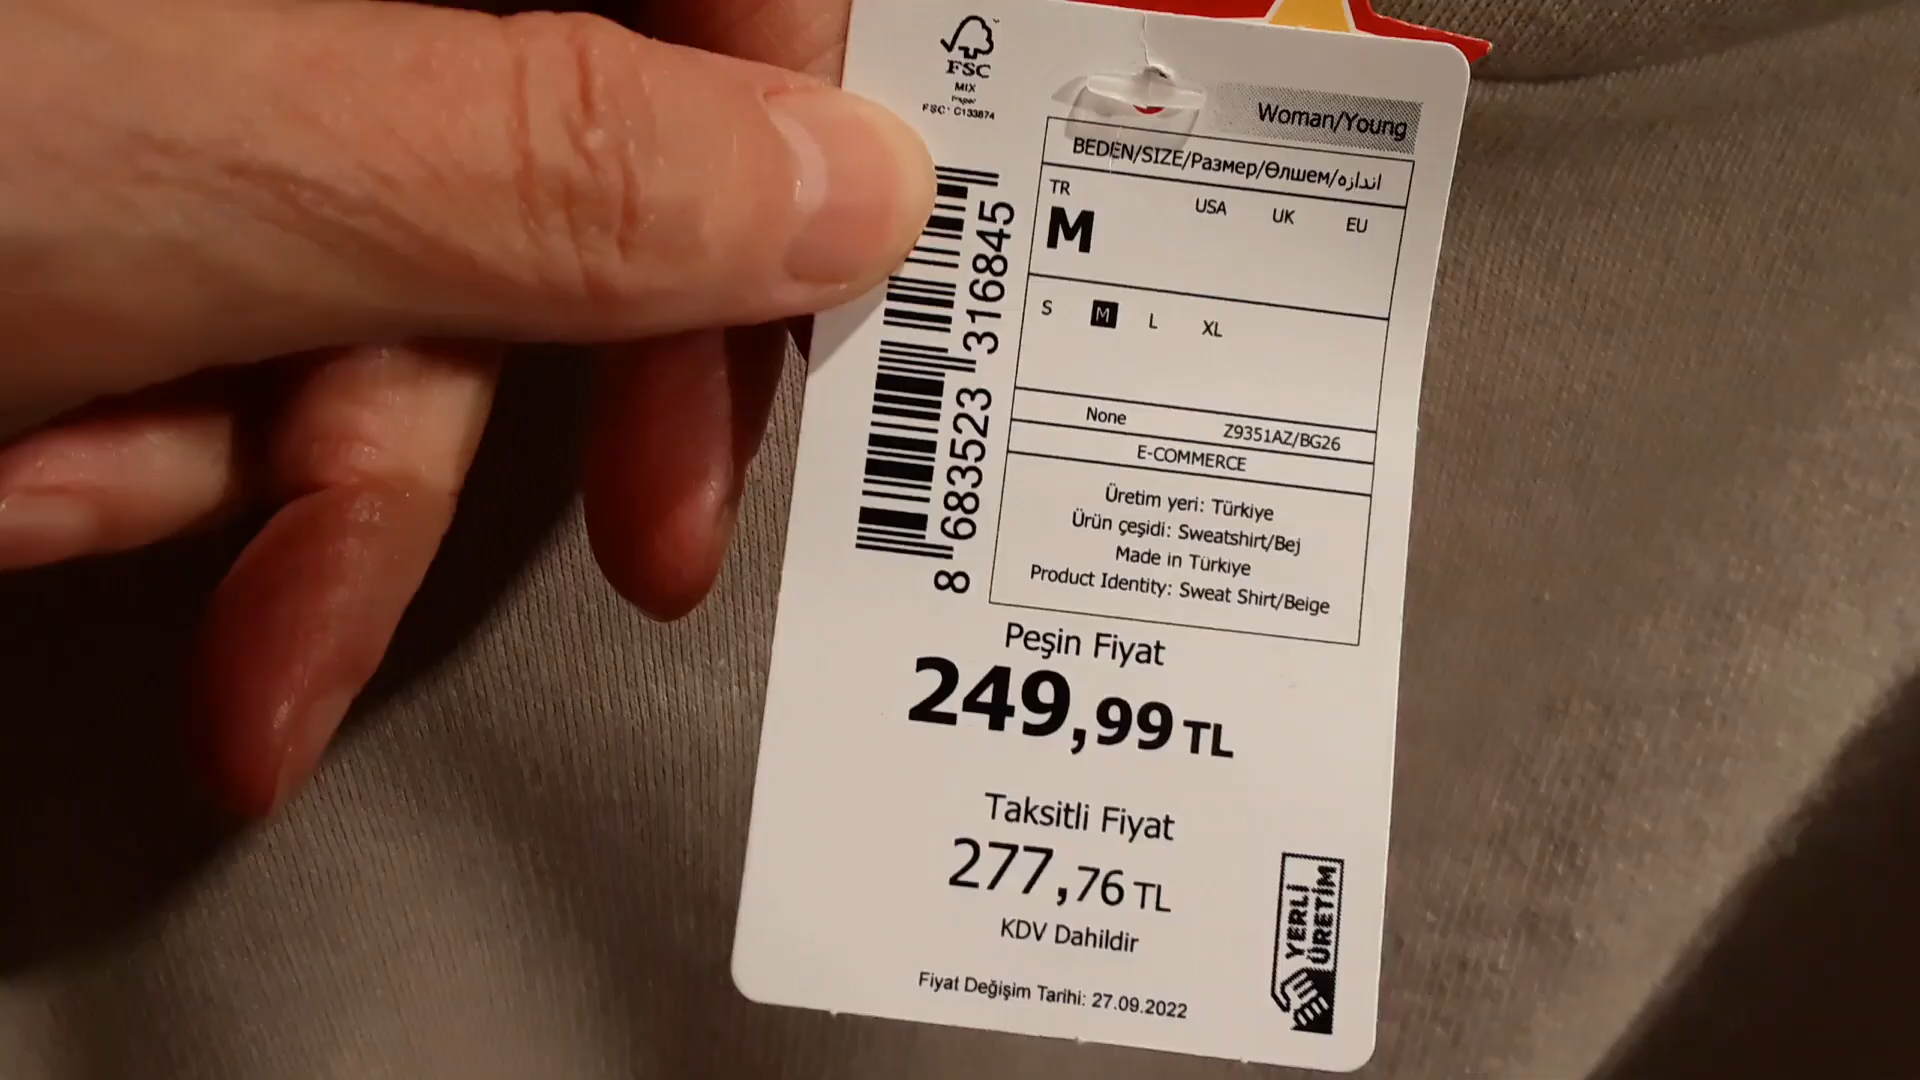 FSC
MIX
Paper
FSC® C133874
Woman/Young
BEDEN/SIZE/Размер/Өлшем/اندازه
TR USA UK EU
M
S M L XL
None Z9351AZ/BG26
E-COMMERCE
Üretim yeri: Türkiye
Ürün çeşidi: Sweatshirt/Bej
Made in Türkiye
Product Identity: Sweat Shirt/Beige
8 683523 316845
Peşin Fiyat
249,99 TL
Taksitli Fiyat
277,76 TL
KDV Dahildir
Fiyat Değişim Tarihi: 27.09.2022
YERLİ
ÜRETİM